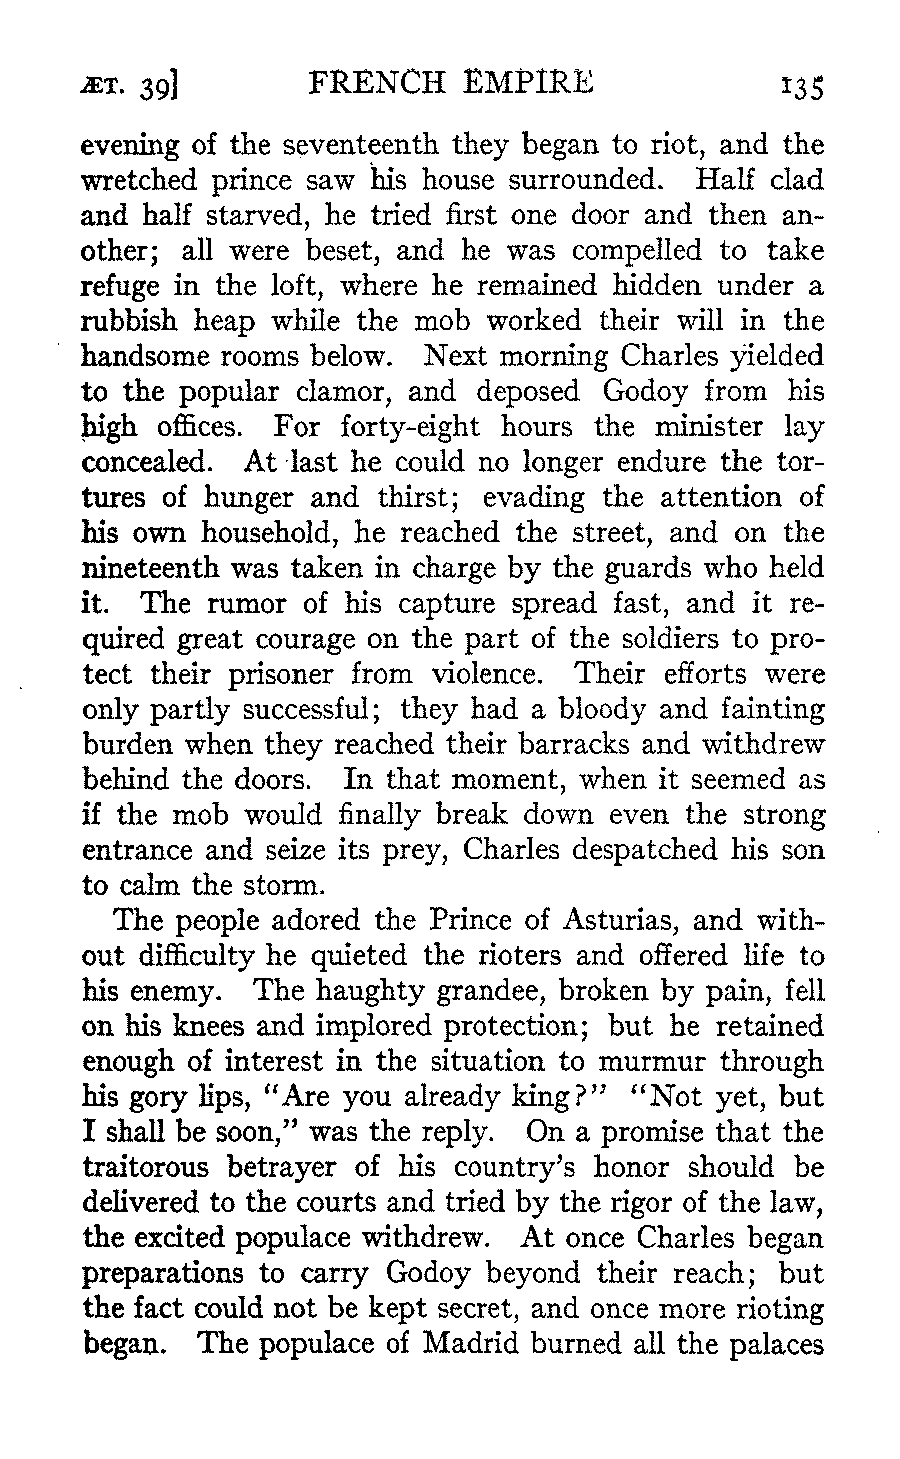 ÆT. 39] FRENCH EMPIRE 135
evening of the seventeenth they began to riot, and the
wretched prince saw his house surrounded. Half clad
and half starved, he tried first one door and then an-
other; all were beset, and he was compelled to take
refuge in the loft, where he remained hidden under a
rubbish heap while the mob worked their will in the
handsome rooms below. Next morning Charles yielded
to the popular clamor, and deposed Godoy from his
high offices. For forty-eight hours the minister lay
concealed. At last he could no longer endure the tor-
tures of hunger and thirst; evading the attention of
his own household, he reached the street, and on the
nineteenth was taken in charge by the guards who held
it. The rumor of his capture spread fast, and it re-
quired great courage on the part of the soldiers to pro-
tect their prisoner from violence. Their efforts were
only partly successful; they had a bloody and fainting
burden when they reached their barracks and withdrew
behind the doors. In that moment, when it seemed as
if the mob would finally break down even the strong
entrance and seize its prey, Charles despatched his son
to calm the storm.
The people adored the Prince of Asturias, and with-
out difficulty he quieted the rioters and offered life to
his enemy. The haughty grandee, broken by pain, fell
on his knees and implored protection; but he retained
enough of interest in the situation to murmur through
his gory lips, "Are you already king?" "Not yet, but
I shall be soon," was the reply. On a promise that the
traitorous betrayer of his country's honor should be
delivered to the courts and tried by the rigor of the law,
the excited populace withdrew. At once Charles began
preparations to carry Godoy beyond their reach; but
the fact could not be kept secret, and once more rioting
began. The populace of Madrid burned all the palaces